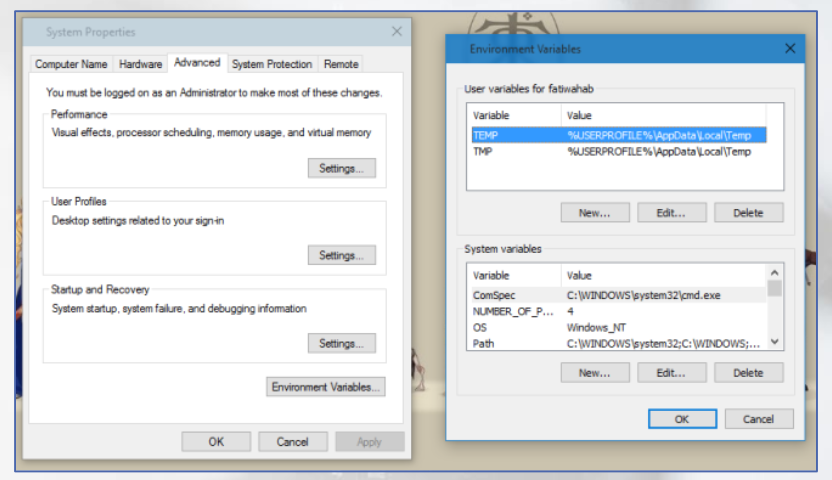 System Properties
Computer Name Hardware Advanced System Protection Remote
You must be logged on as an Administrator to make most of these changes.
Performance
Visual effects, processor scheduling, memory usage, and virtual memory
Settings...
User Profiles
Desktop settings related to your sign-in
Settings...
Startup and Recovery
System startup, system failure, and debugging information
Settings...
Environment Variables...
OK Cancel Apply
Environment Variables
User variables for fatiwahab
Variable Value
TEMP %USERPROFILE%\AppData\Local\Temp
TMP %USERPROFILE%\AppData\Local\Temp
New... Edit... Delete
System variables
Variable Value
ComSpec C:\WINDOWS\system32\cmd.exe
NUMBER_OF_P... 4
OS Windows_NT
Path C:\WINDOWS\system32;C:\WINDOWS;...
New... Edit... Delete
OK Cancel